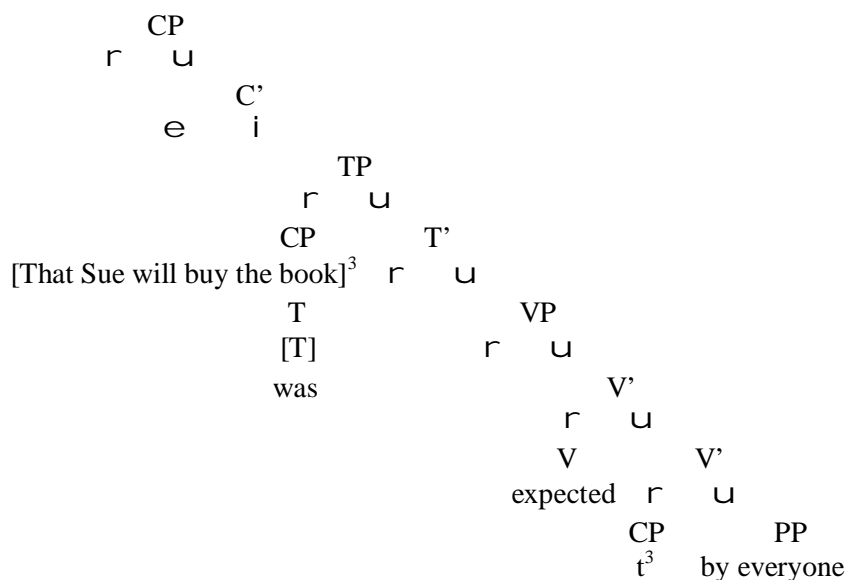 CP
r u
C’
e i
TP
r u
CP T’
[That Sue will buy the book]³ r u
T VP
[T] r u
was V’
r u
V V’
expected r u
CP PP
t³ by everyone